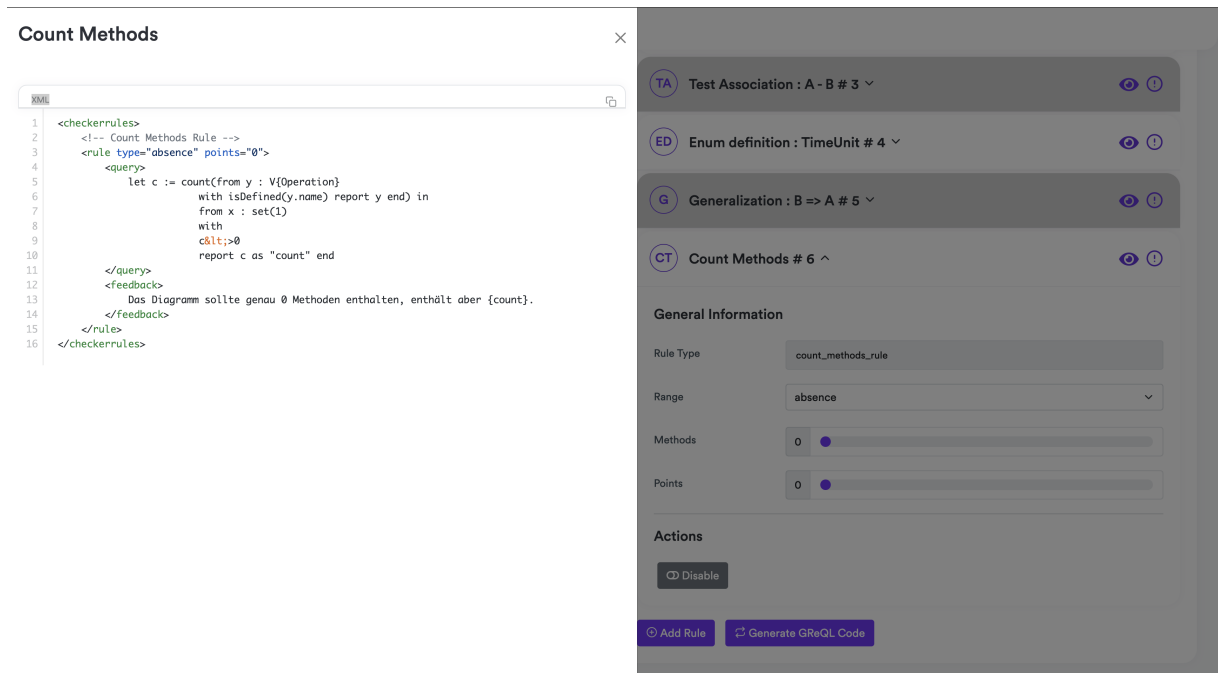 Count Methods
XML
1 <checkerrules>
2 <!-- Count Methods Rule -->
3 <rule type="absence" points="0">
4 <query>
5 let c := count(from y : V{Operation}
6 with isDefined(y.name) report y end) in
7 from x : set(1)
8 with
9 c&lt;>0
10 report c as "count" end
11 </query>
12 <feedback>
13 Das Diagramm sollte genau 0 Methoden enthalten, enthält aber {count}.
14 </feedback>
15 </rule>
16 </checkerrules>
TA Test Association : A - B # 3
ED Enum definition : TimeUnit # 4
G Generalization : B => A # 5
CT Count Methods # 6
General Information
Rule Type count_methods_rule
Range absence
Methods 0
Points 0
Actions
Disable
Add Rule Generate GReQL Code